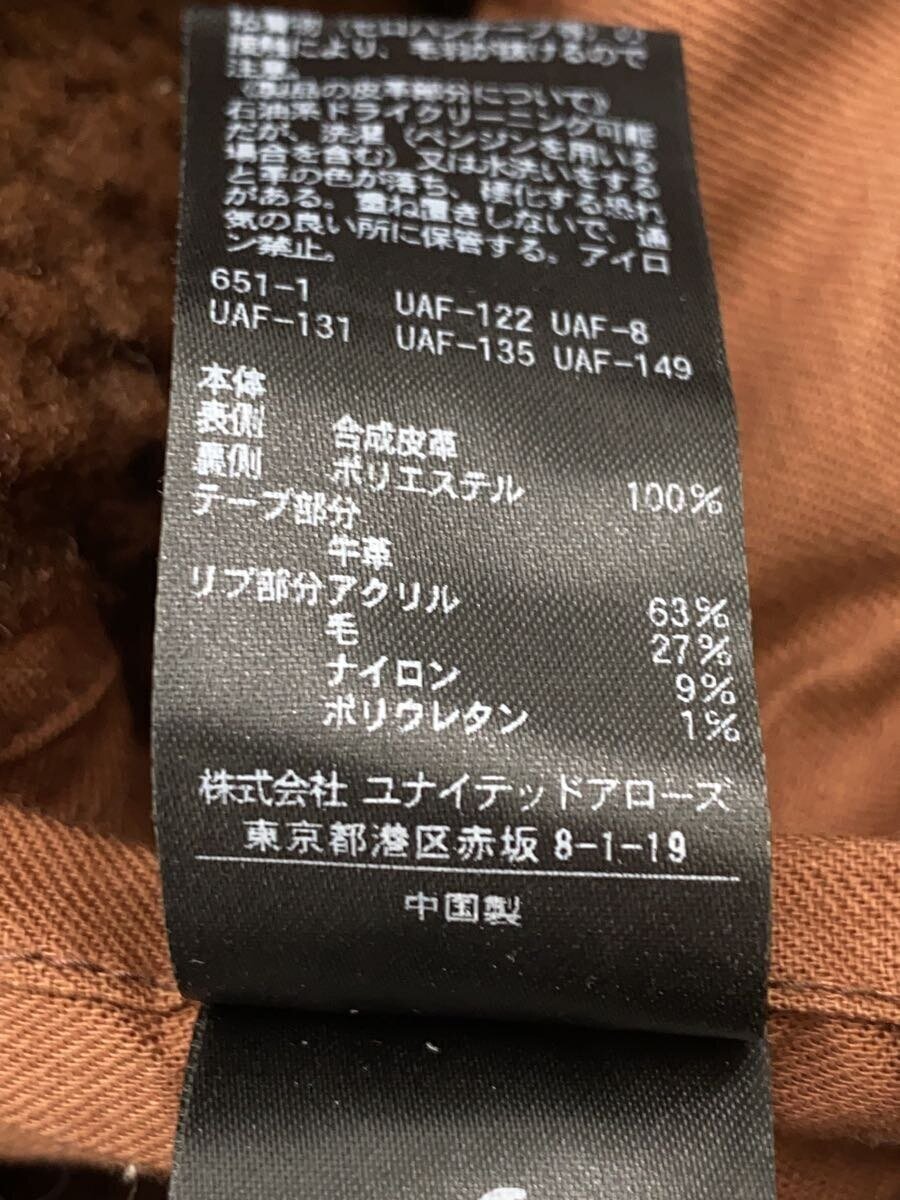 粘着物(セロハンテープ等)の
接触により、毛羽が抜けるので
注意。
《製品の皮革部分について》
石油系ドライクリーニング可能
だが、洗濯(ベンジンを用いる
場合を含む)又は水洗いをする
と革の色が落ち、硬化する恐れ
がある。重ね置きしないで、通
気の良い所に保管する。アイロ
ン禁止。
651-1 UAF-122 UAF-8
UAF-131 UAF-135 UAF-149
本体
表側 合成皮革
裏側 ポリエステル 100%
テープ部分
牛革
リブ部分アクリル 63%
毛 27%
ナイロン 9%
ポリウレタン 1%
株式会社 ユナイテッドアローズ
東京都港区赤坂 8-1-19
中国製